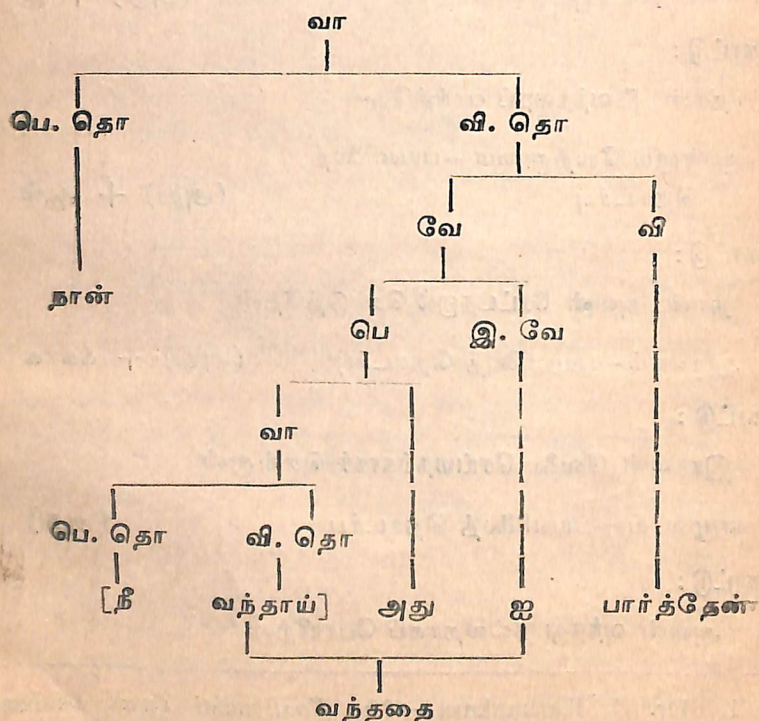 வா
பெ. தொ வி. தொ
வே வி
நான்
பெ இ. வே
வா
பெ. தொ வி. தொ
[நீ வந்தாய்] அது ஐ பார்த்தேன்
வந்ததை